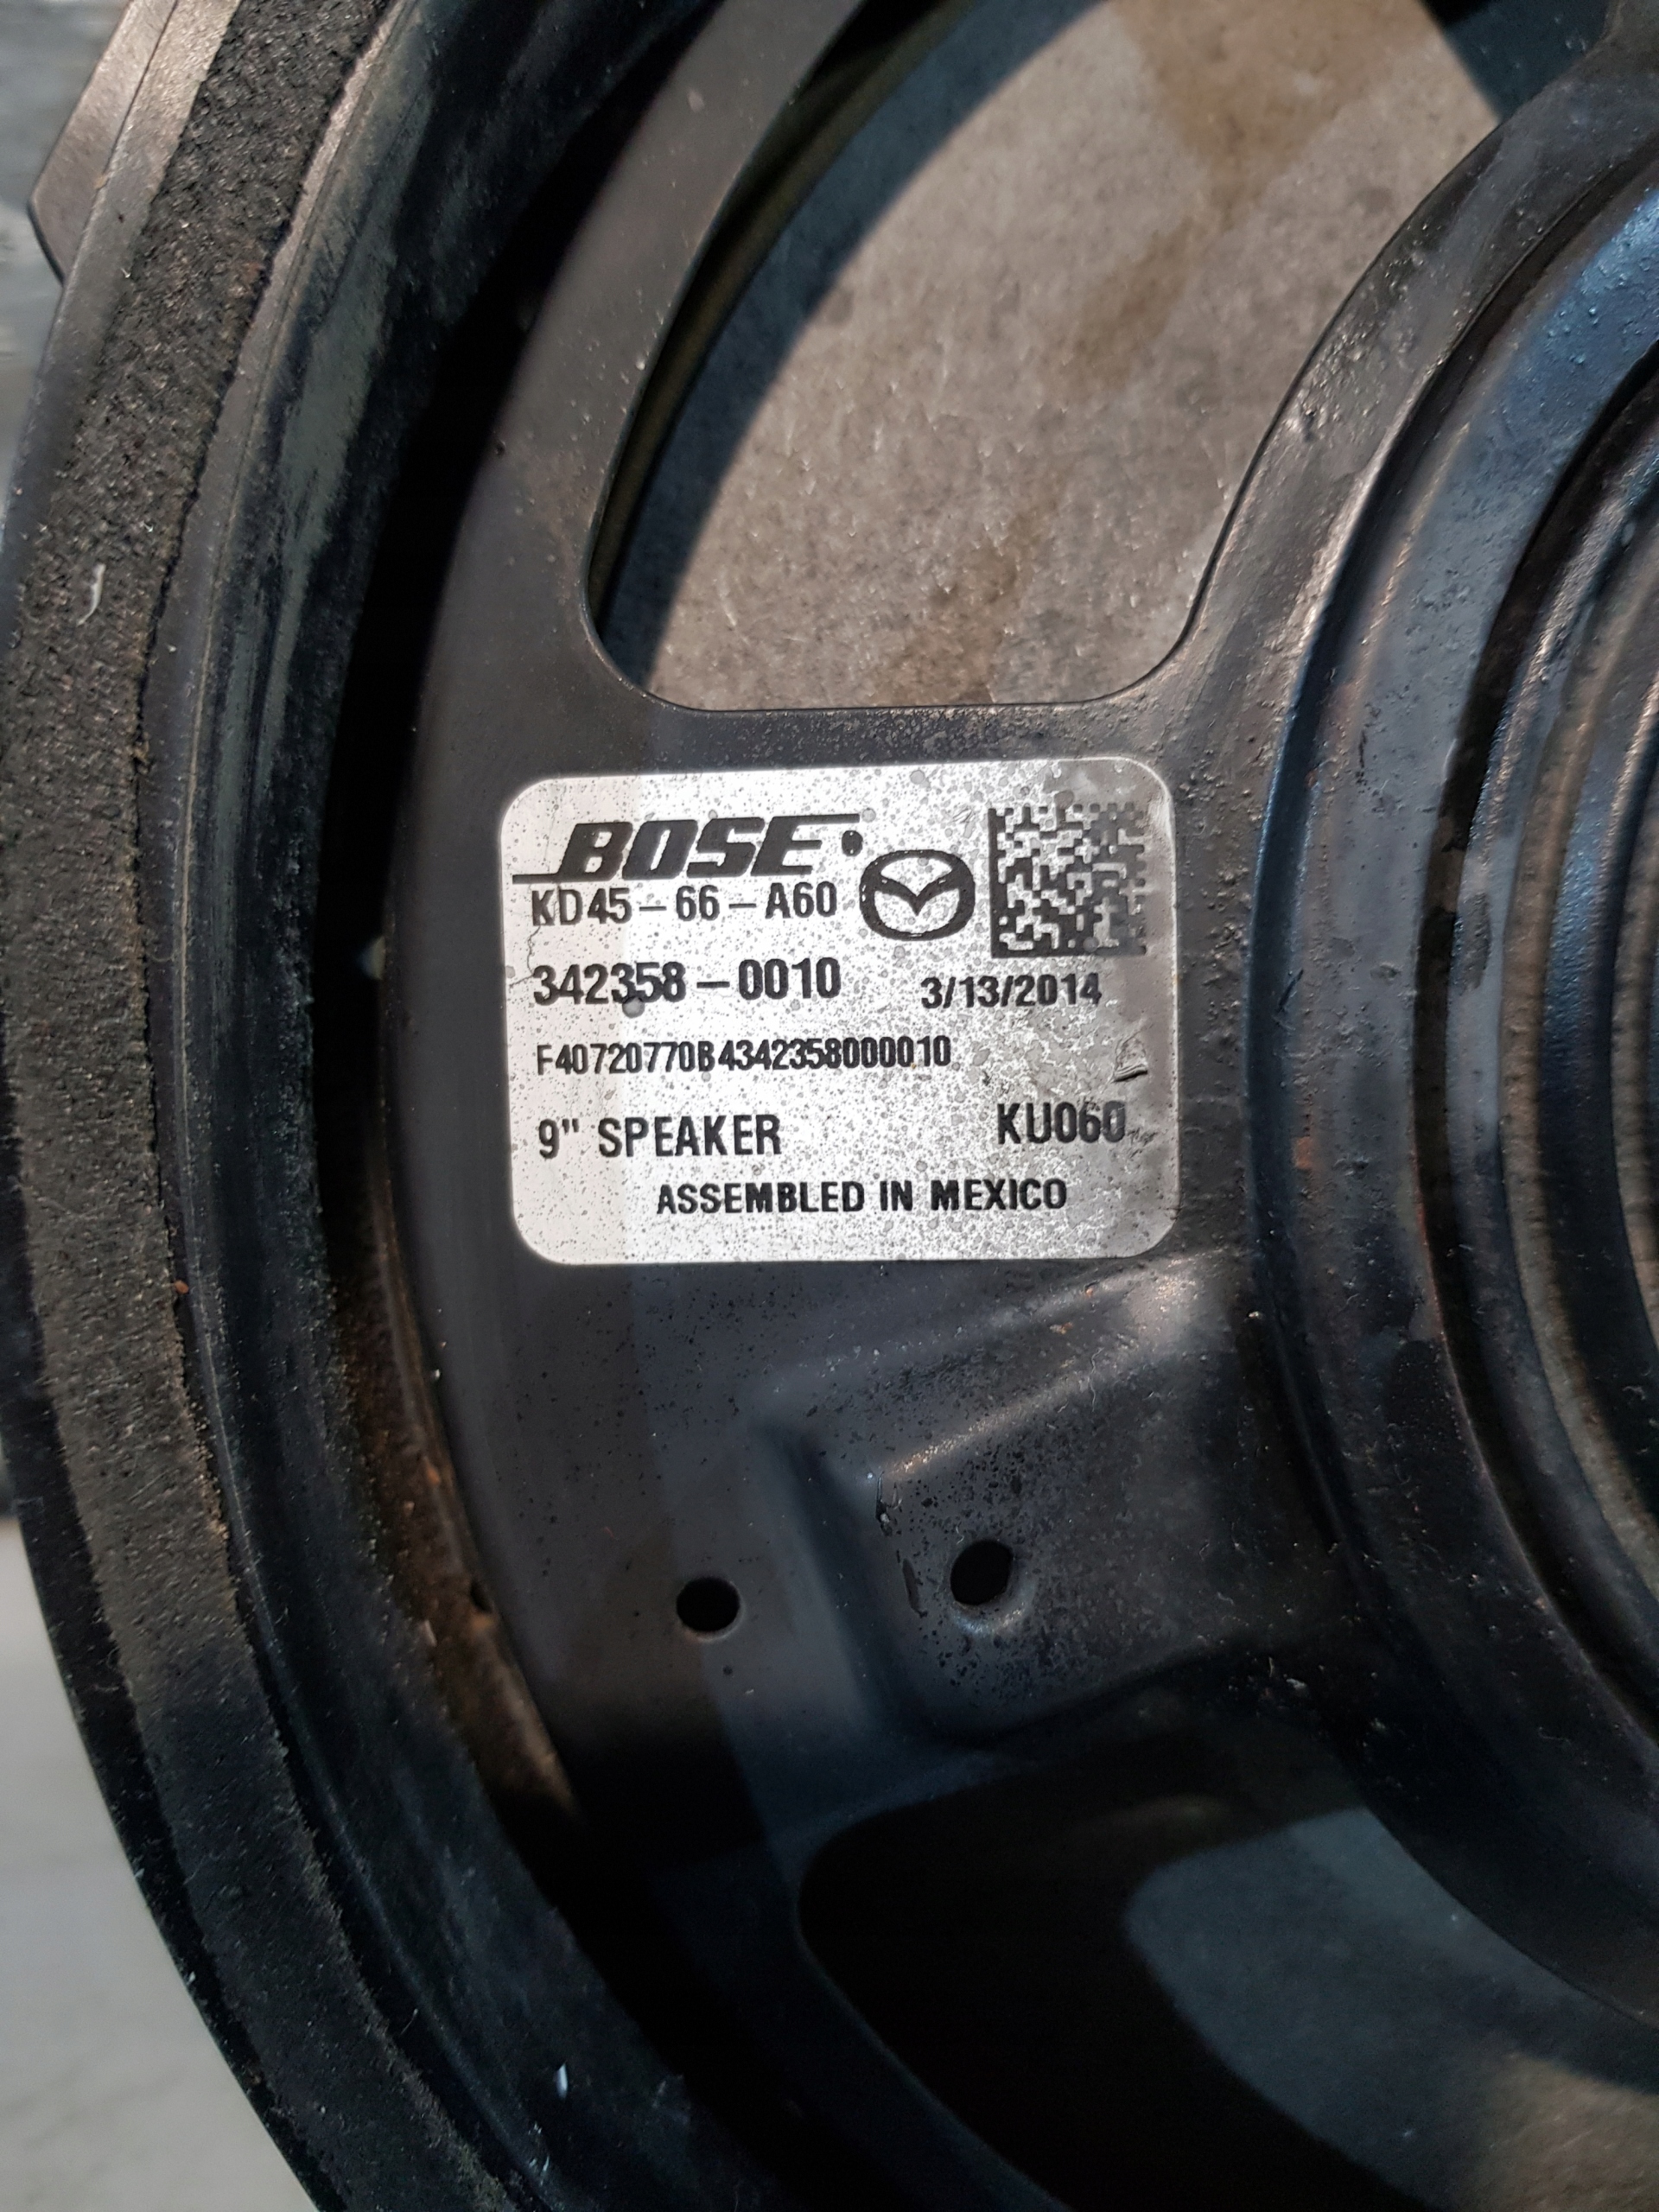 BOSE
KD45-66-A60
342358-0010 3/13/2014
F40720770B4342358000010
9" SPEAKER KU060
ASSEMBLED IN MEXICO